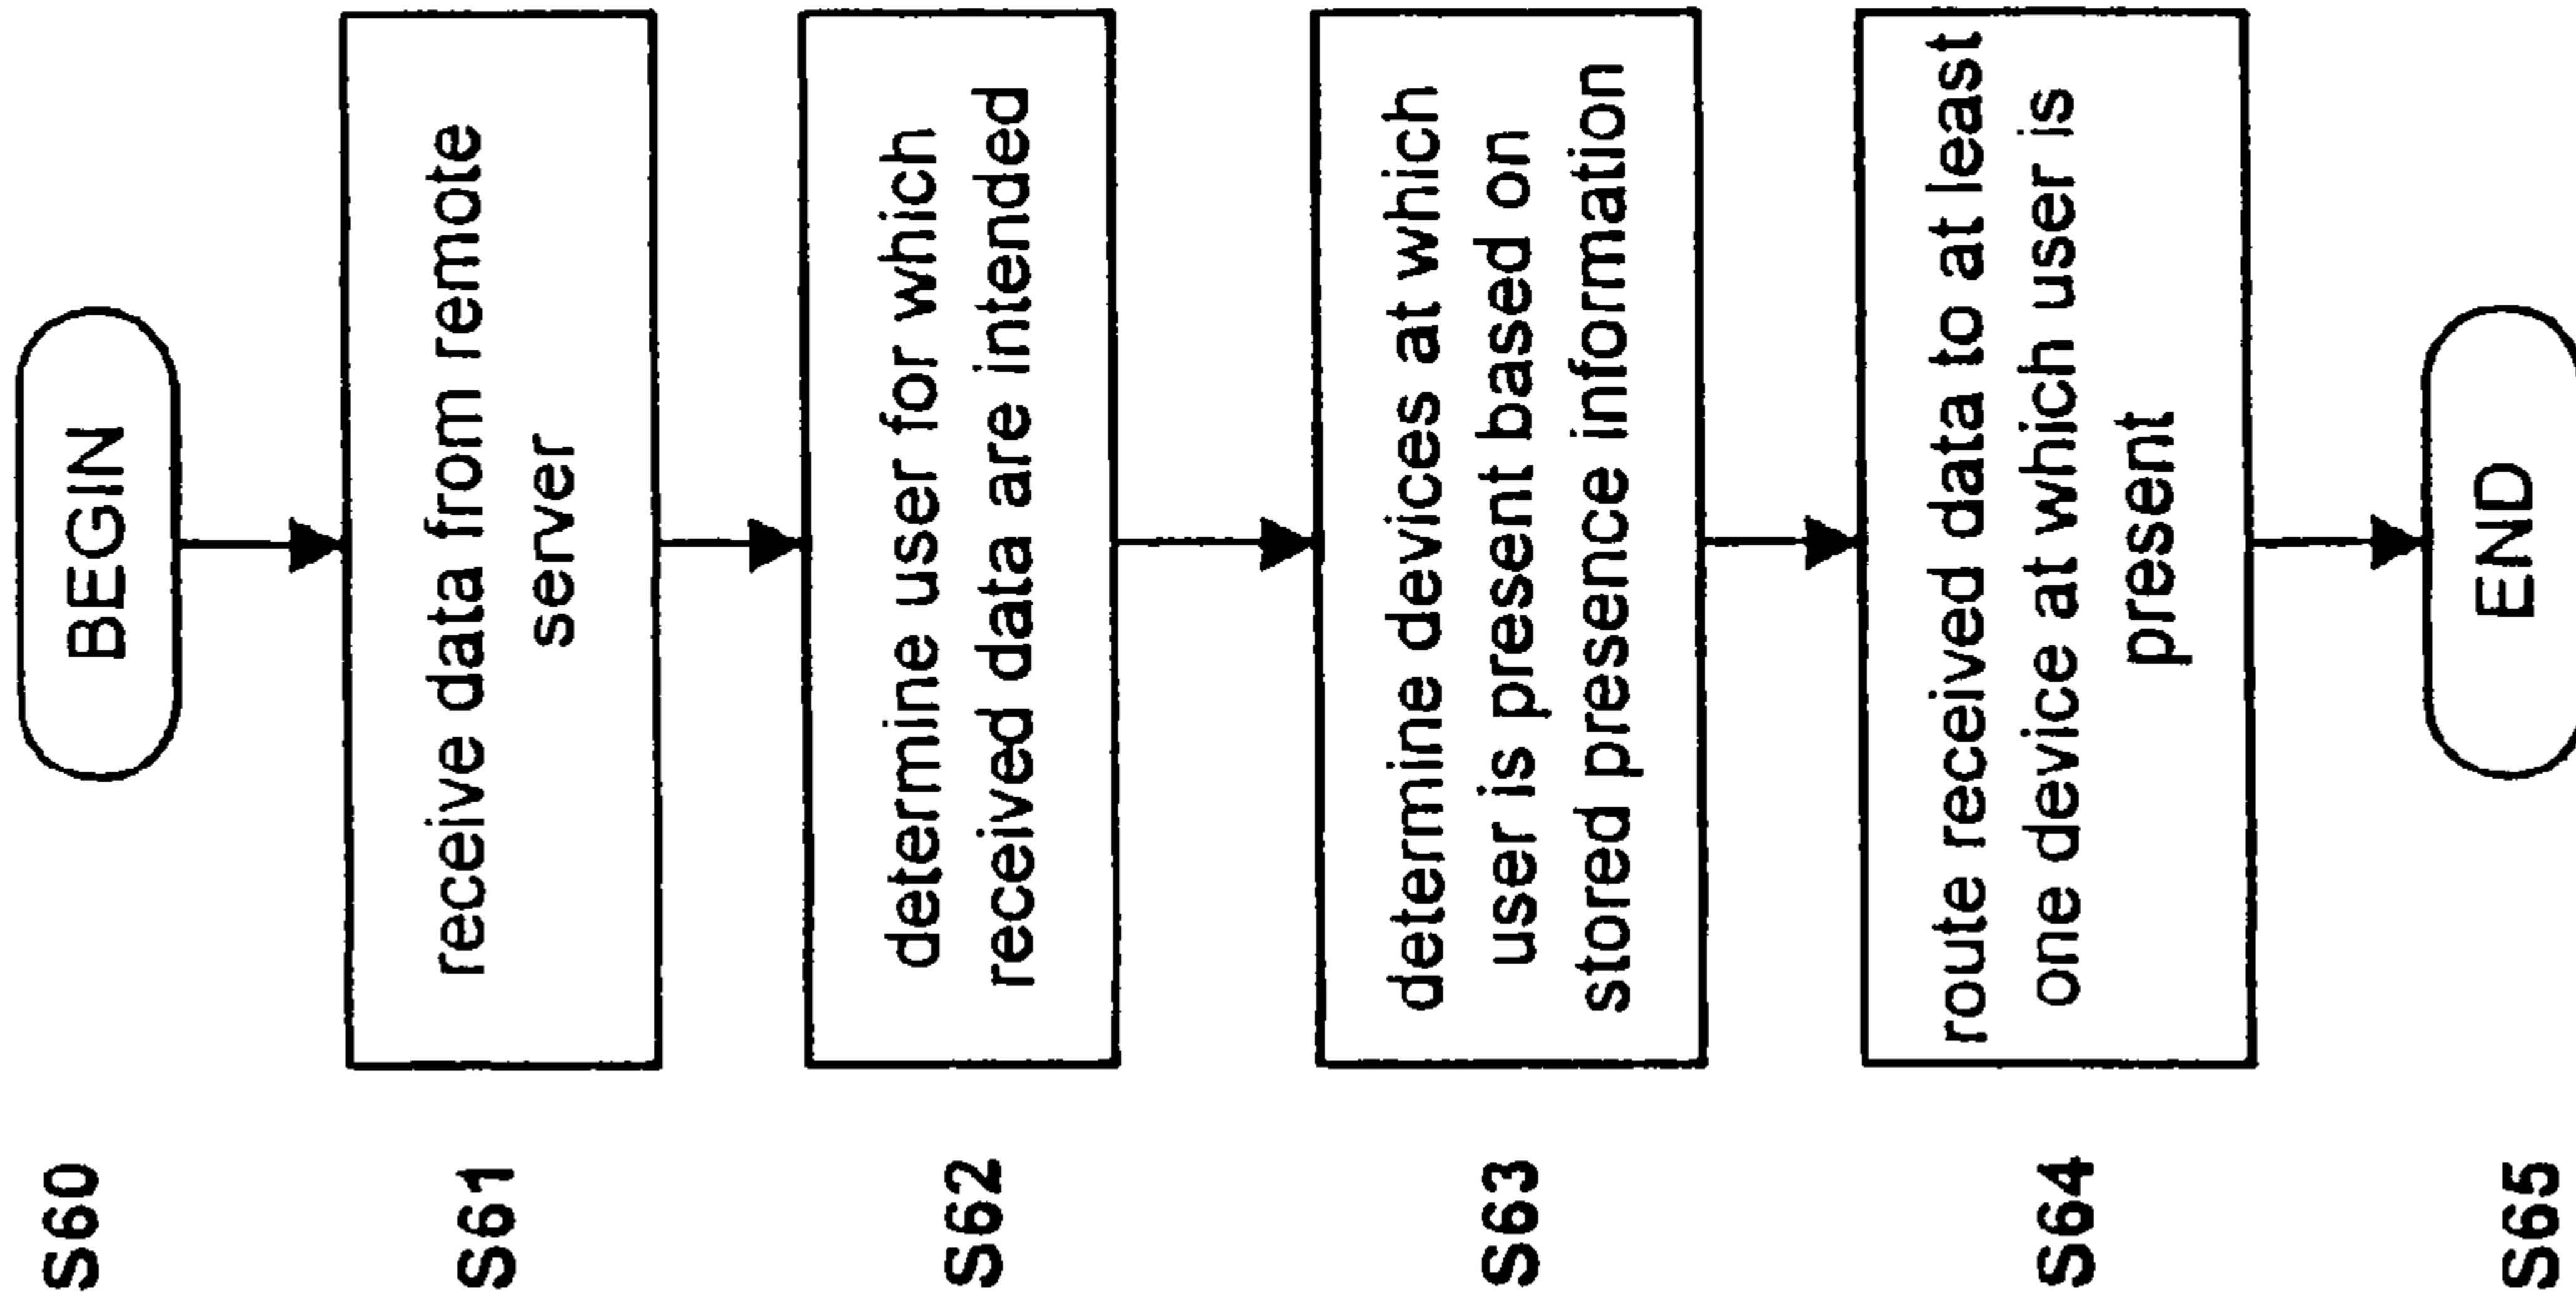 S60
BEGIN
S61
receive data from remote
server
S62
determine user for which
received data are intended
S63
determine devices at which
user is present based on
stored presence information
S64
route received data to at least
one device at which user is
present
S65
END